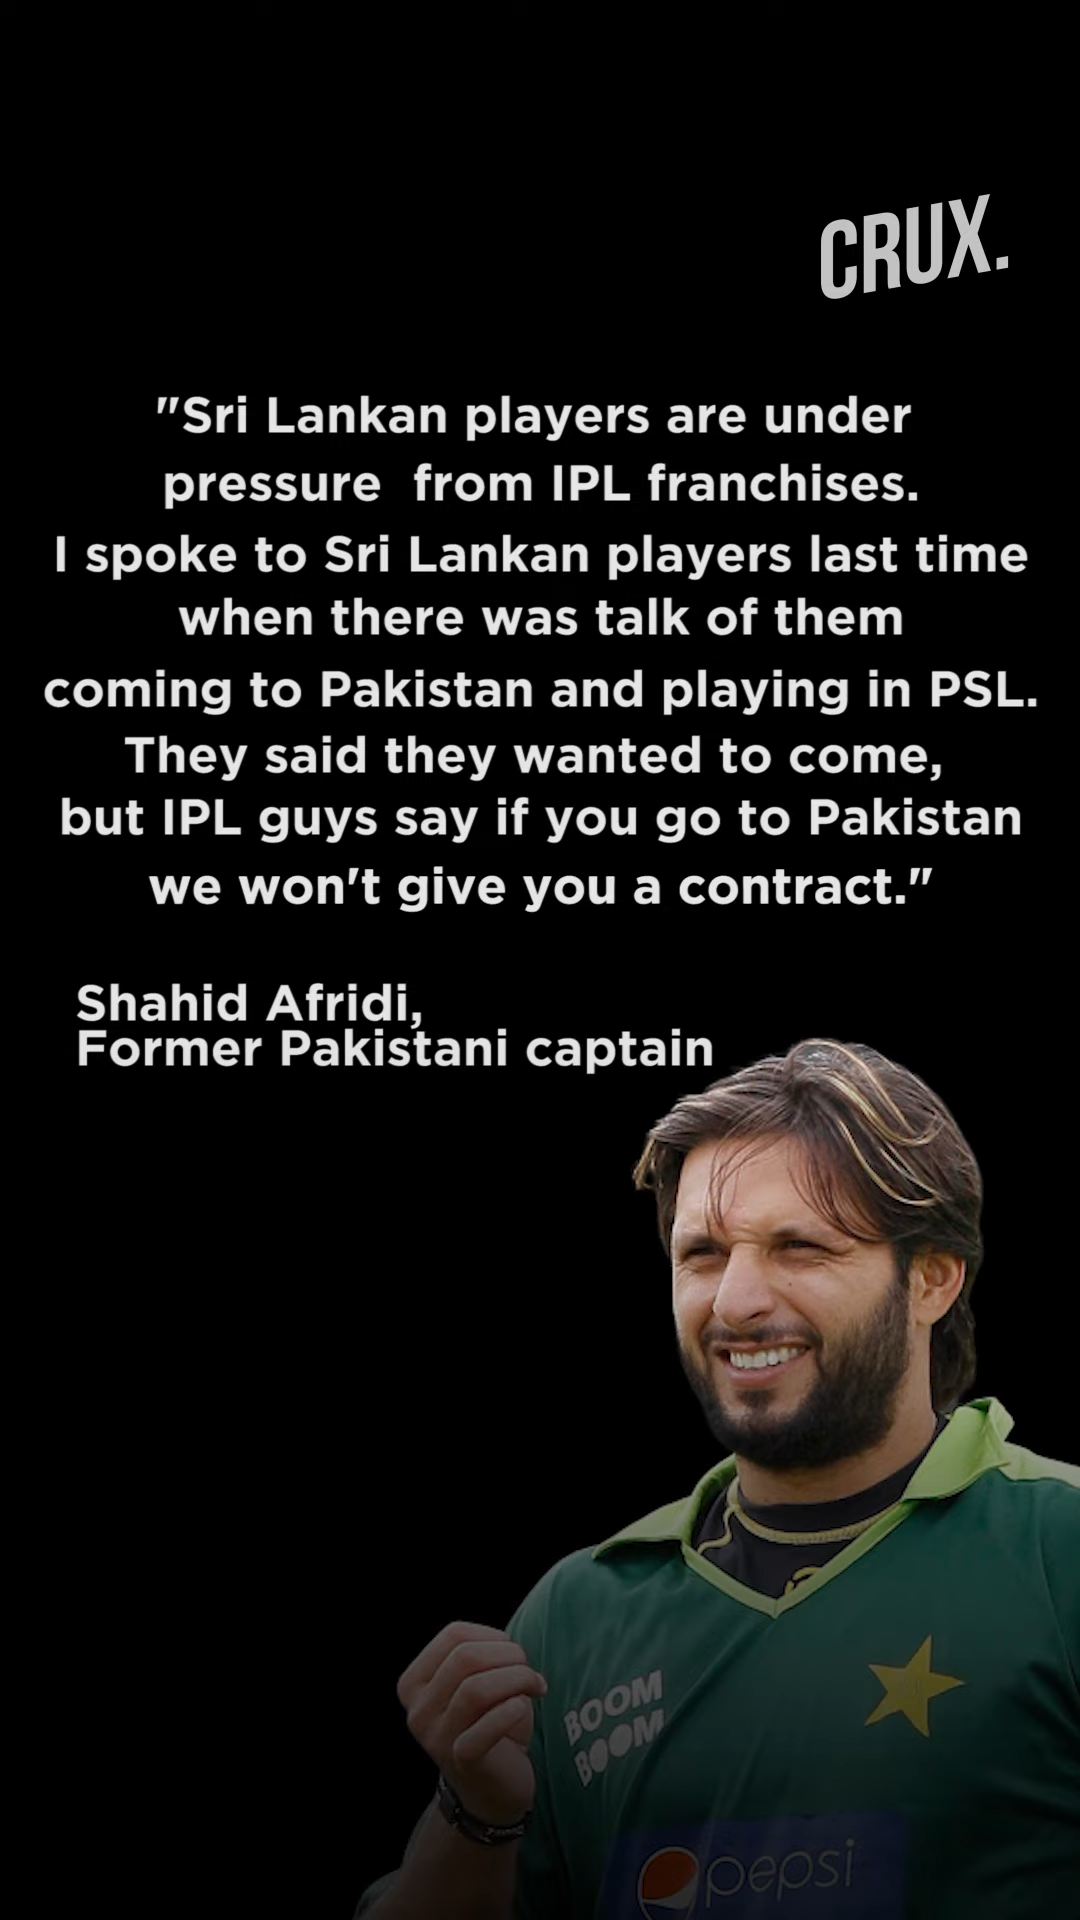 CRUX.
"Sri Lankan players are under
pressure from IPL franchises.
I spoke to Sri Lankan players last time
when there was talk of them
coming to Pakistan and playing in PSL.
They said they wanted to come,
but IPL guys say if you go to Pakistan
we won't give you a contract."
Shahid Afridi,
Former Pakistani captain
BOOM
BOOM
pepsi